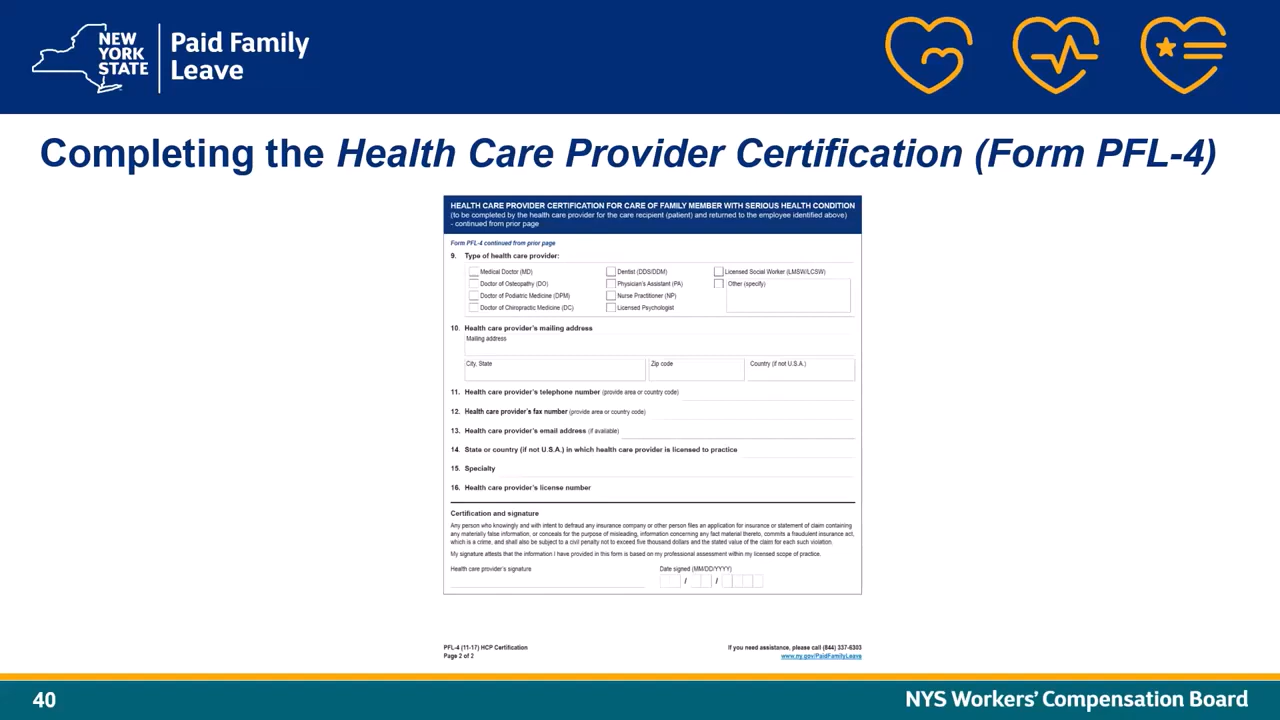 NEW
YORK
STATE
Paid Family
Leave
Completing the Health Care Provider Certification (Form PFL-4)
HEALTH CARE PROVIDER CERTIFICATION FOR CARE OF FAMILY MEMBER WITH SERIOUS HEALTH CONDITION
(to be completed by the health care provider for the care recipient (patient) and returned to the employee identified above)
- continued from prior page
Form PFL-4 continued from prior page
9. Type of health care provider:
Medical Doctor (MD)
Dentist (DDS/DDM)
Licensed Social Worker (LMSW/LCSW)
Doctor of Osteopathy (DO)
Physician's Assistant (PA)
Other (specify)
Doctor of Podiatric Medicine (DPM)
Nurse Practitioner (NP)
Doctor of Chiropractic Medicine (DC)
Licensed Psychologist
10. Health care provider's mailing address
Mailing address
City, State
Zip code
Country (if not U.S.A.)
11. Health care provider's telephone number (provide area or country code)
12. Health care provider's fax number (provide area or country code)
13. Health care provider's email address (if available)
14. State or country (if not U.S.A.) in which health care provider is licensed to practice
15. Specialty
16. Health care provider's license number
Certification and signature
Any person who knowingly and with intent to defraud any insurance company or other person files an application for insurance or statement of claim containing
any materially false information, or conceals for the purpose of misleading, information concerning any fact material thereto, commits a fraudulent insurance act,
which is a crime, and shall also be subject to a civil penalty not to exceed five thousand dollars and the stated value of the claim for each such violation.
My signature attests that the information I have provided in this form is based on my professional assessment within my licensed scope of practice.
Health care provider's signature
Date signed (MM/DD/YYYY)
/ /
PFL-4 (11-17) HCP Certification
Page 2 of 2
If you need assistance, please call (844) 337-6303
www.ny.gov/PaidFamilyLeave
40
NYS Workers' Compensation Board